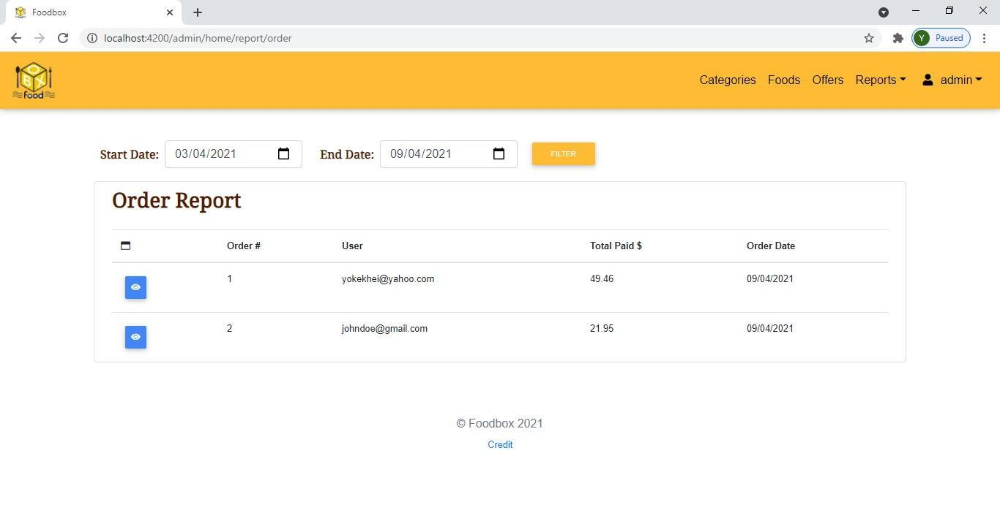 Foodbox
localhost:4200/admin/home/report/order
Y Paused
O B X
Food
Categories Foods Offers Reports admin
Start Date: 03/04/2021 End Date: 09/04/2021 FILTER
Order Report
Order # User Total Paid $ Order Date
1 yokekhei@yahoo.com 49.46 09/04/2021
2 johndoe@gmail.com 21.95 09/04/2021
© Foodbox 2021
Credit